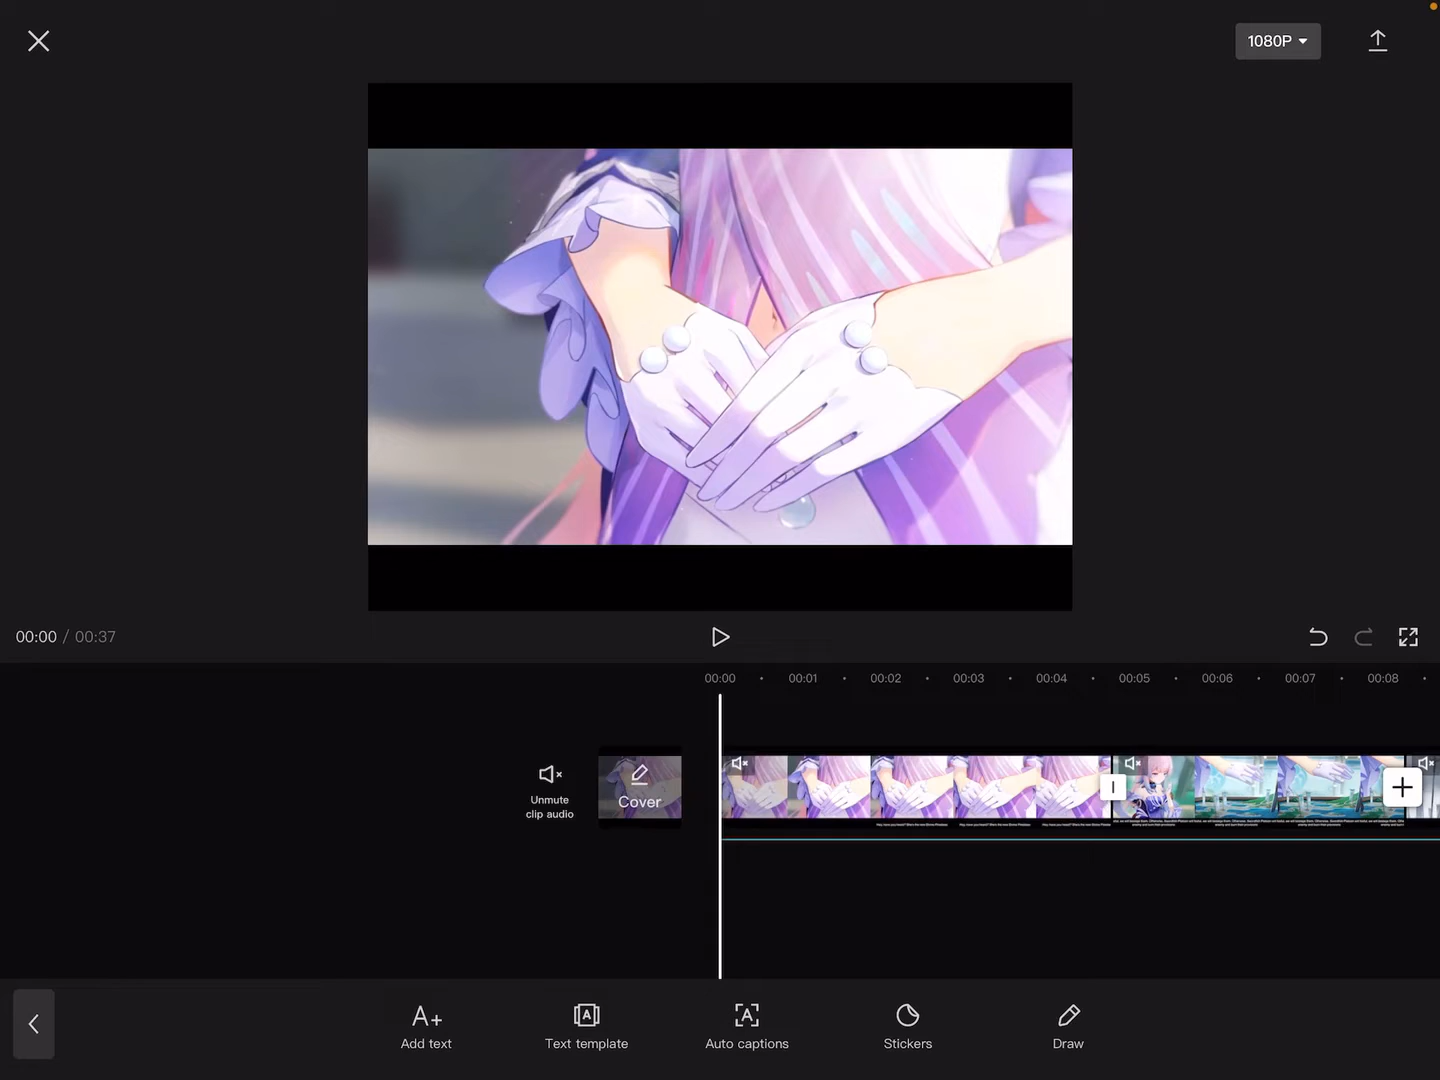 1080P
00:00 / 00:37
00:00 00:01 00:02 00:03 00:04 00:05 00:06 00:07 00:08
Unmute
clip audio
Cover
Add text
Text template
Auto captions
Stickers
Draw